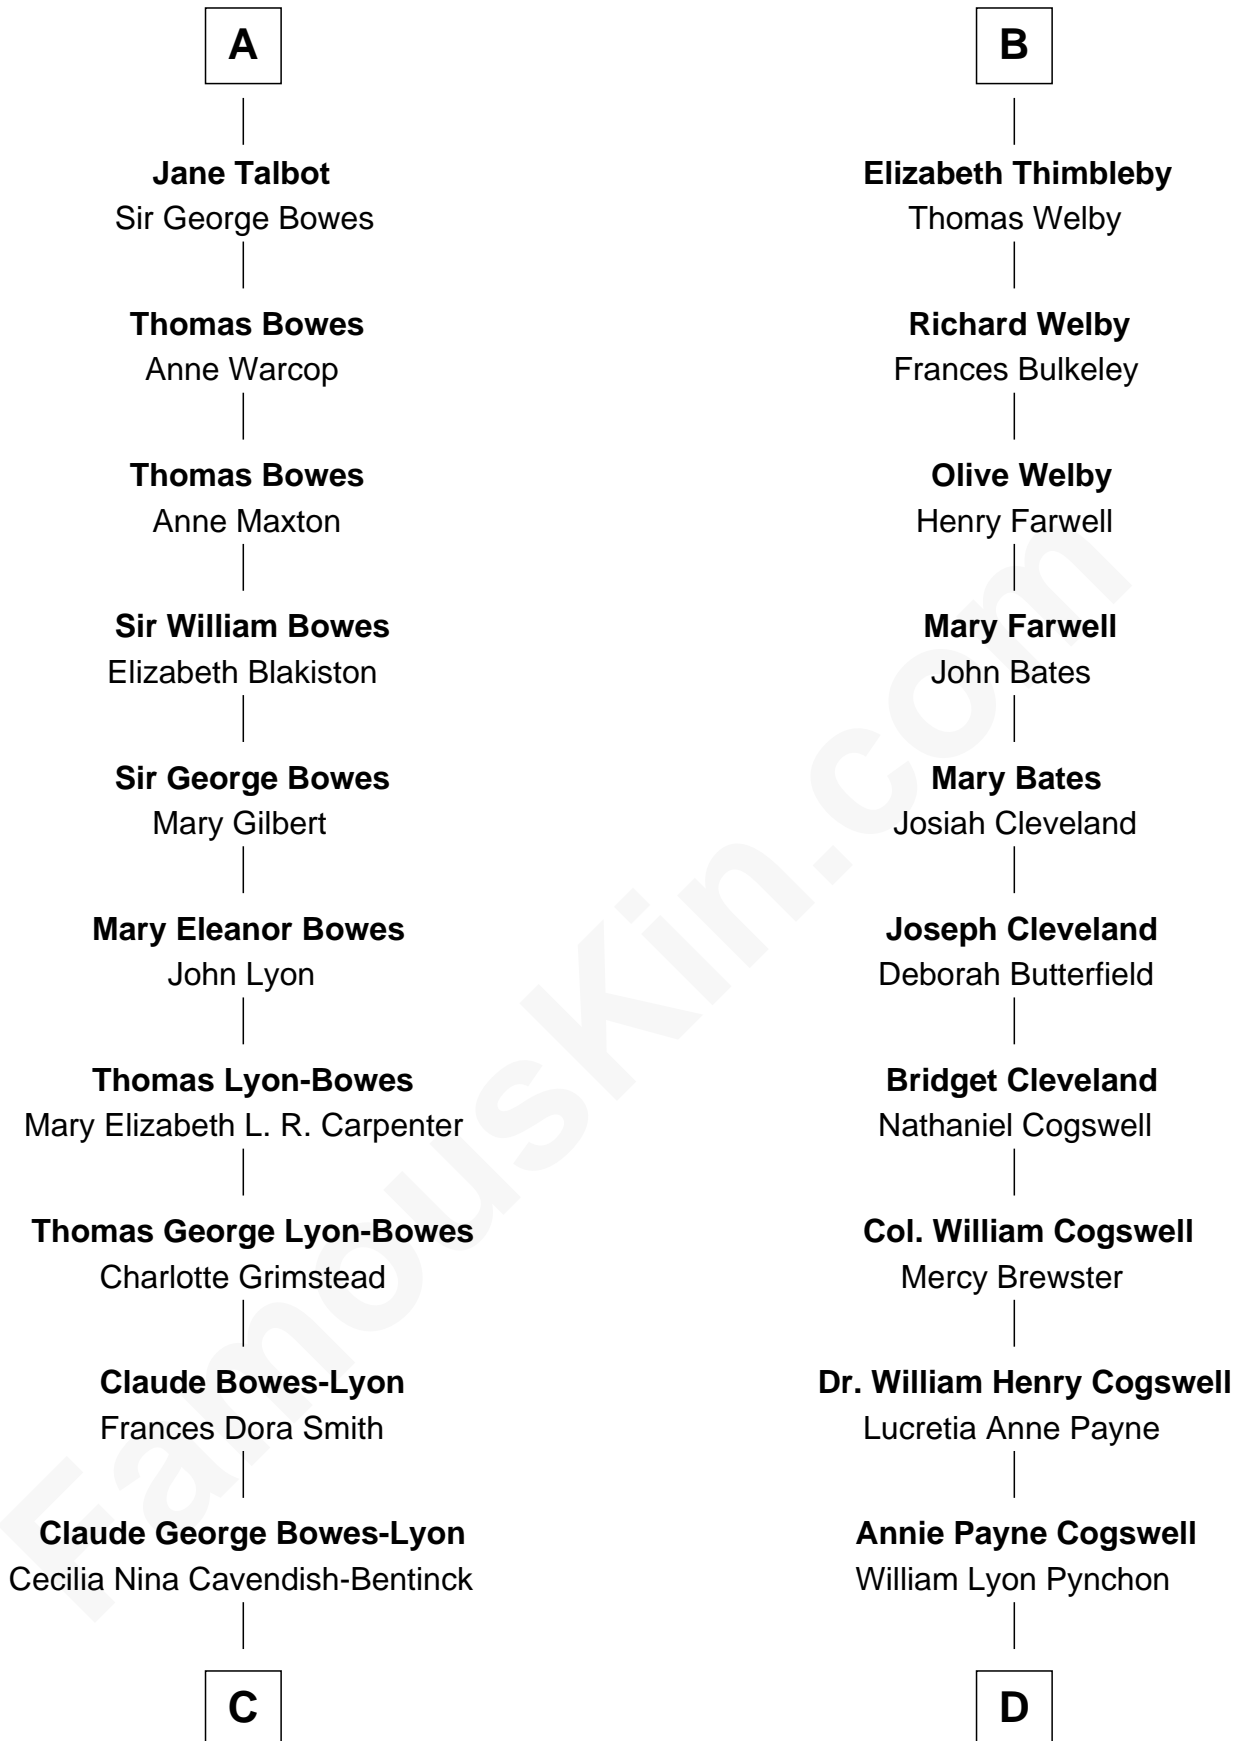 A
Jane Talbot
Sir George Bowes
Thomas Bowes
Anne Warcop
Thomas Bowes
Anne Maxton
Sir William Bowes
Elizabeth Blakiston
Sir George Bowes
Mary Gilbert
Mary Eleanor Bowes
John Lyon
Thomas Lyon-Bowes
Mary Elizabeth L. R. Carpenter
Thomas George Lyon-Bowes
Charlotte Grimstead
Claude Bowes-Lyon
Frances Dora Smith
Claude George Bowes-Lyon
Cecilia Nina Cavendish-Bentinck
C
B
Elizabeth Thimbleby
Thomas Welby
Richard Welby
Frances Bulkeley
Olive Welby
Henry Farwell
Mary Farwell
John Bates
Mary Bates
Josiah Cleveland
Joseph Cleveland
Deborah Butterfield
Bridget Cleveland
Nathaniel Cogswell
Col. William Cogswell
Mercy Brewster
Dr. William Henry Cogswell
Lucretia Anne Payne
Annie Payne Cogswell
William Lyon Pynchon
D
FamousKin.com